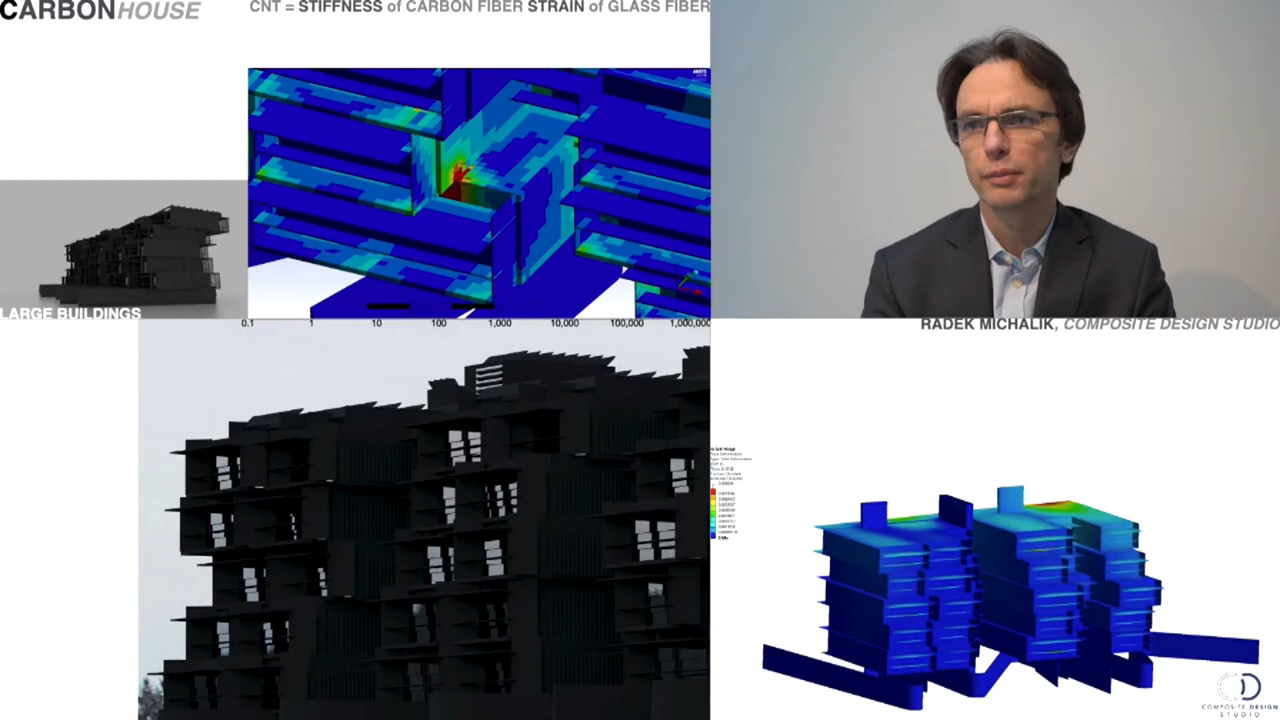 CARBONHOUSE
CNT = STIFFNESS of CARBON FIBER STRAIN of GLASS FIBER
LARGE BUILDINGS
0.1 1 10 100 1,000 10,000 100,000 1,000,000
RADEK MICHALIK, COMPOSITE DESIGN STUDIO
COMPOSITE DESIGN
STUDIO